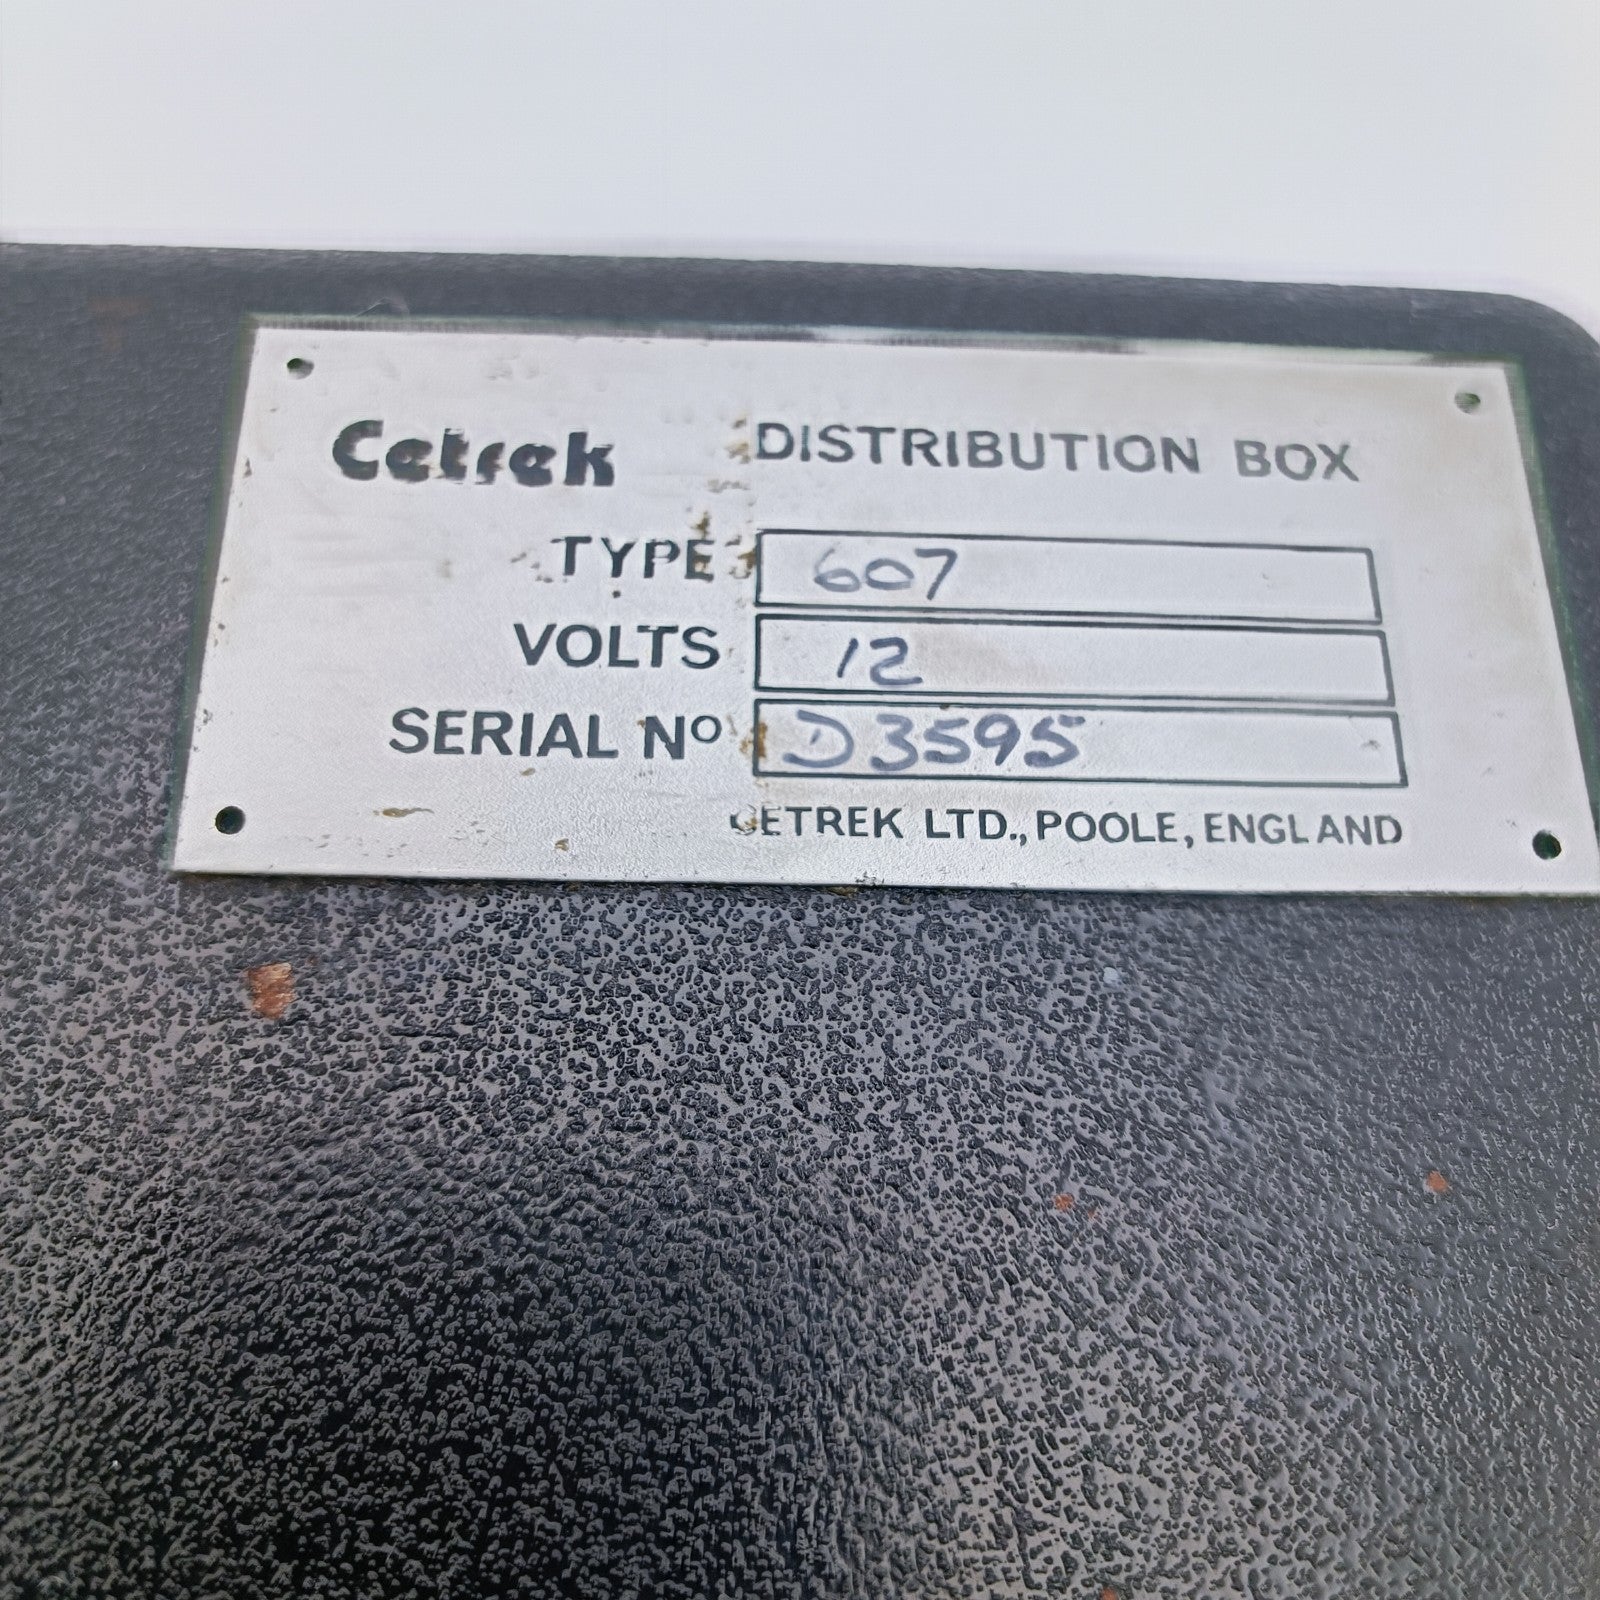 Cetrek DISTRIBUTION BOX
TYPE 607
VOLTS 12
SERIAL Nº D3595
CETREK LTD., POOLE, ENGLAND